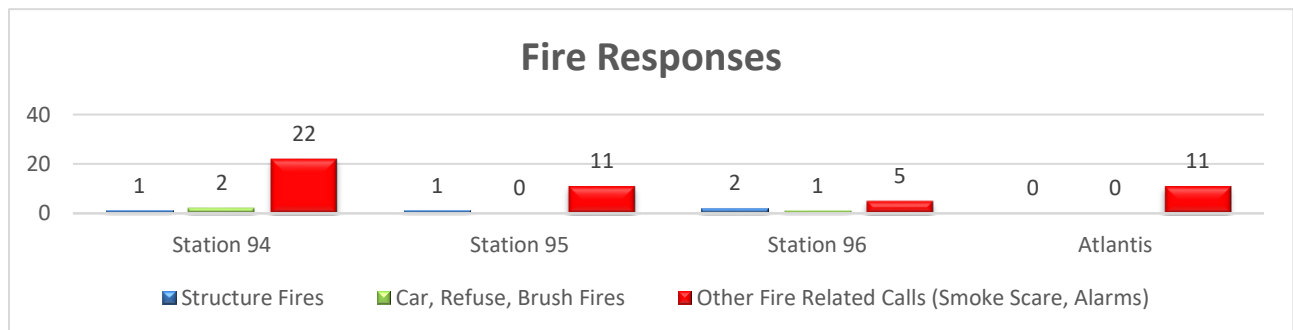 Fire Responses
40
20
0
1
2
22
1
0
11
2
1
5
0
0
11
Station 94
Station 95
Station 96
Atlantis
Structure Fires
Car, Refuse, Brush Fires
Other Fire Related Calls (Smoke Scare, Alarms)